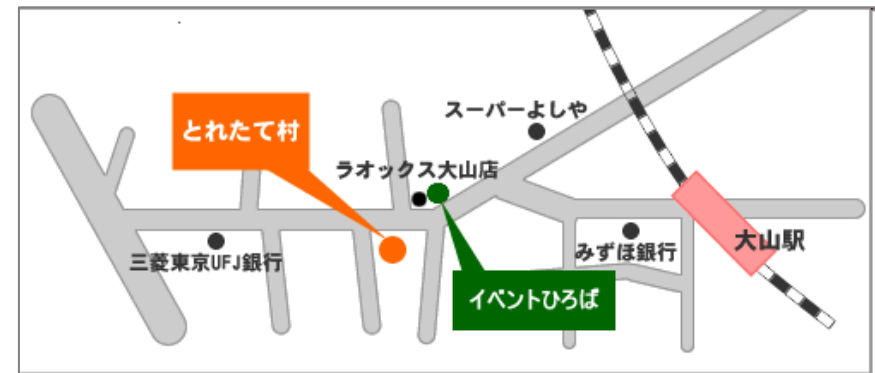 スーパーよしや
とれたて村
ラオックス大山店
みずほ銀行
大山駅
三菱東京UFJ銀行
イベントひろば